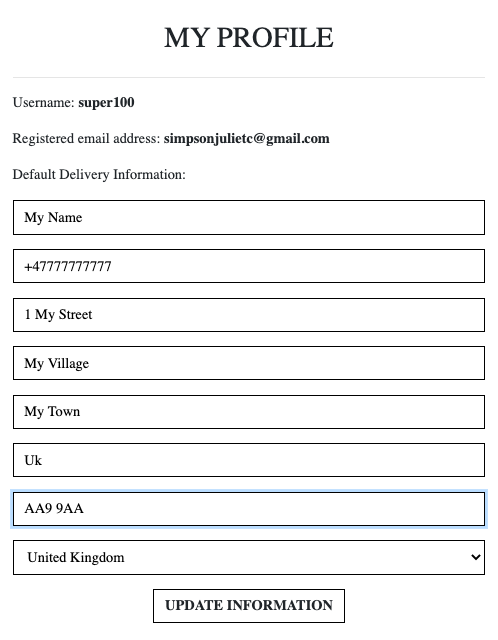 MY PROFILE
Username: super100
Registered email address: simpsonjulietc@gmail.com
Default Delivery Information:
My Name
+47777777777
1 My Street
My Village
My Town
Uk
AA9 9AA
United Kingdom
UPDATE INFORMATION